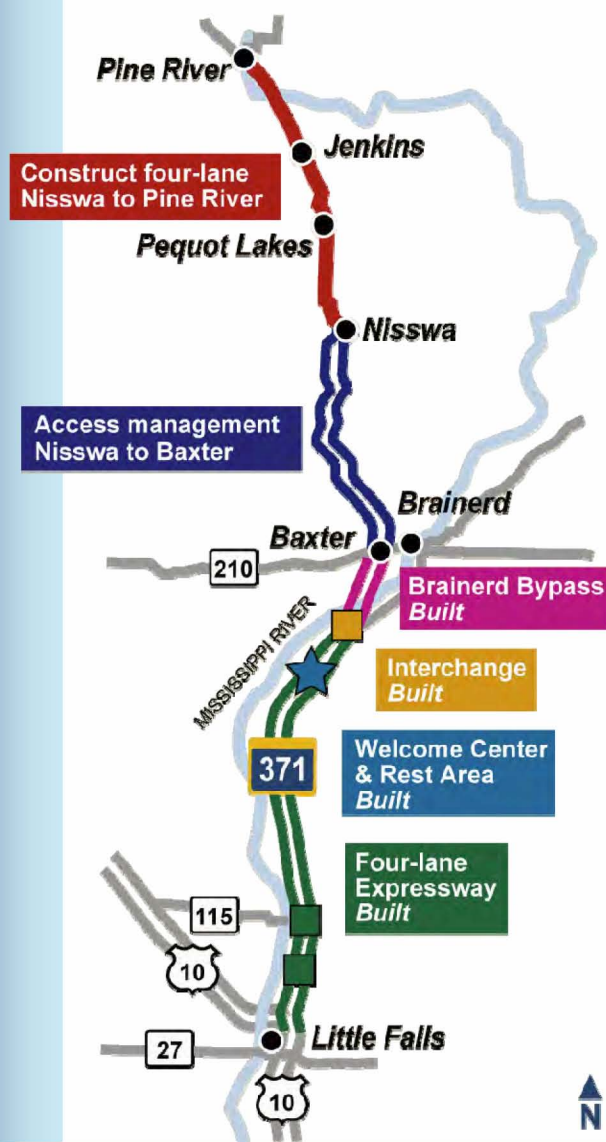 Pine River
Jenkins
Construct four-lane
Nisswa to Pine River
Pequot Lakes
Nisswa
Access management
Nisswa to Baxter
Brainerd
Baxter
210
Brainerd Bypass
Built
MISSISSIPPI RIVER
Interchange
Built
371
Welcome Center
& Rest Area
Built
Four-lane
Expressway
Built
115
10
Little Falls
27
10
N